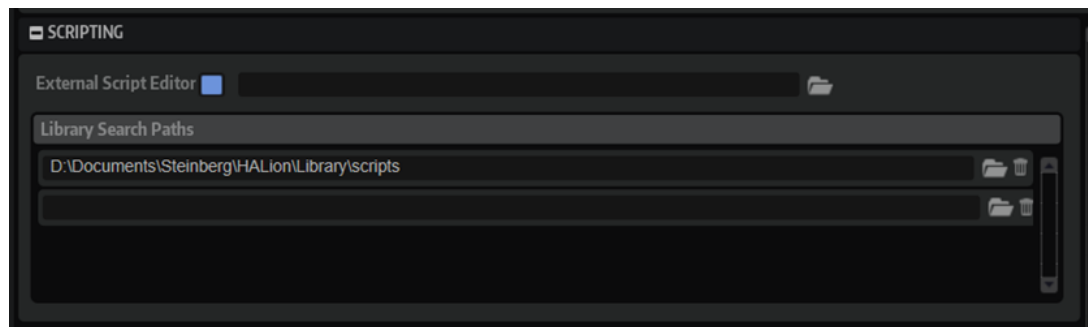 SCRIPTING
External Script Editor
Library Search Paths
D:\Documents\Steinberg\HALion\Library\scripts